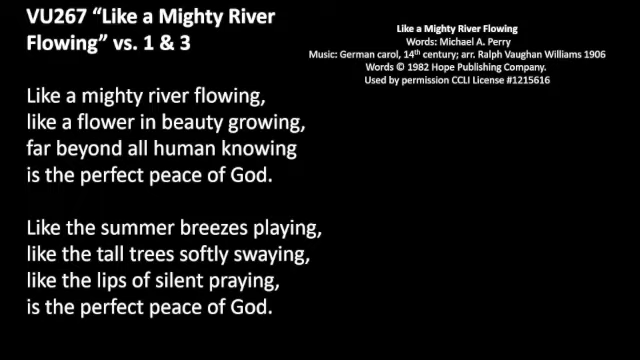 VU267 “Like a Mighty River
Flowing” vs. 1 & 3
Like a Mighty River Flowing
Words: Michael A. Perry
Music: German carol, 14th century; arr. Ralph Vaughan Williams 1906
Words © 1982 Hope Publishing Company.
Used by permission CCLI License #1215616
Like a mighty river flowing,
like a flower in beauty growing,
far beyond all human knowing
is the perfect peace of God.
Like the summer breezes playing,
like the tall trees softly swaying,
like the lips of silent praying,
is the perfect peace of God.